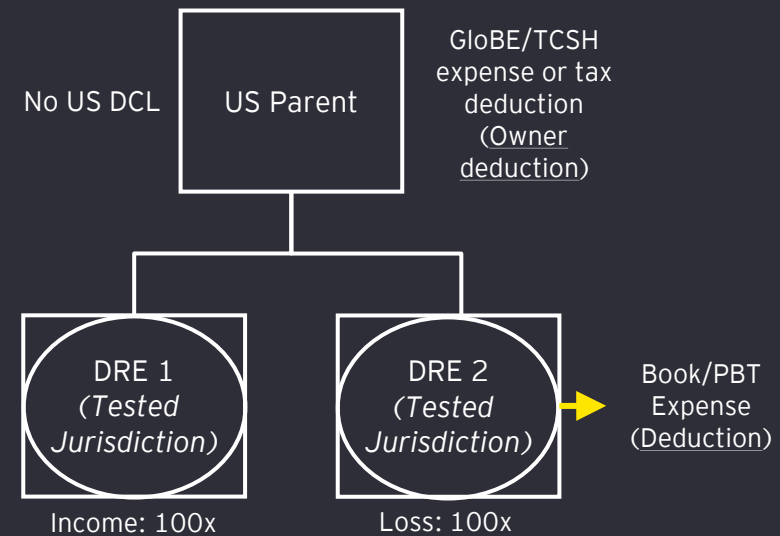 No US DCL
US Parent
GloBE/TCSH
expense or tax
deduction
(Owner
deduction)
DRE 1
(Tested
Jurisdiction)
Income: 100x
DRE 2
(Tested
Jurisdiction)
Loss: 100x
Book/PBT
Expense
(Deduction)